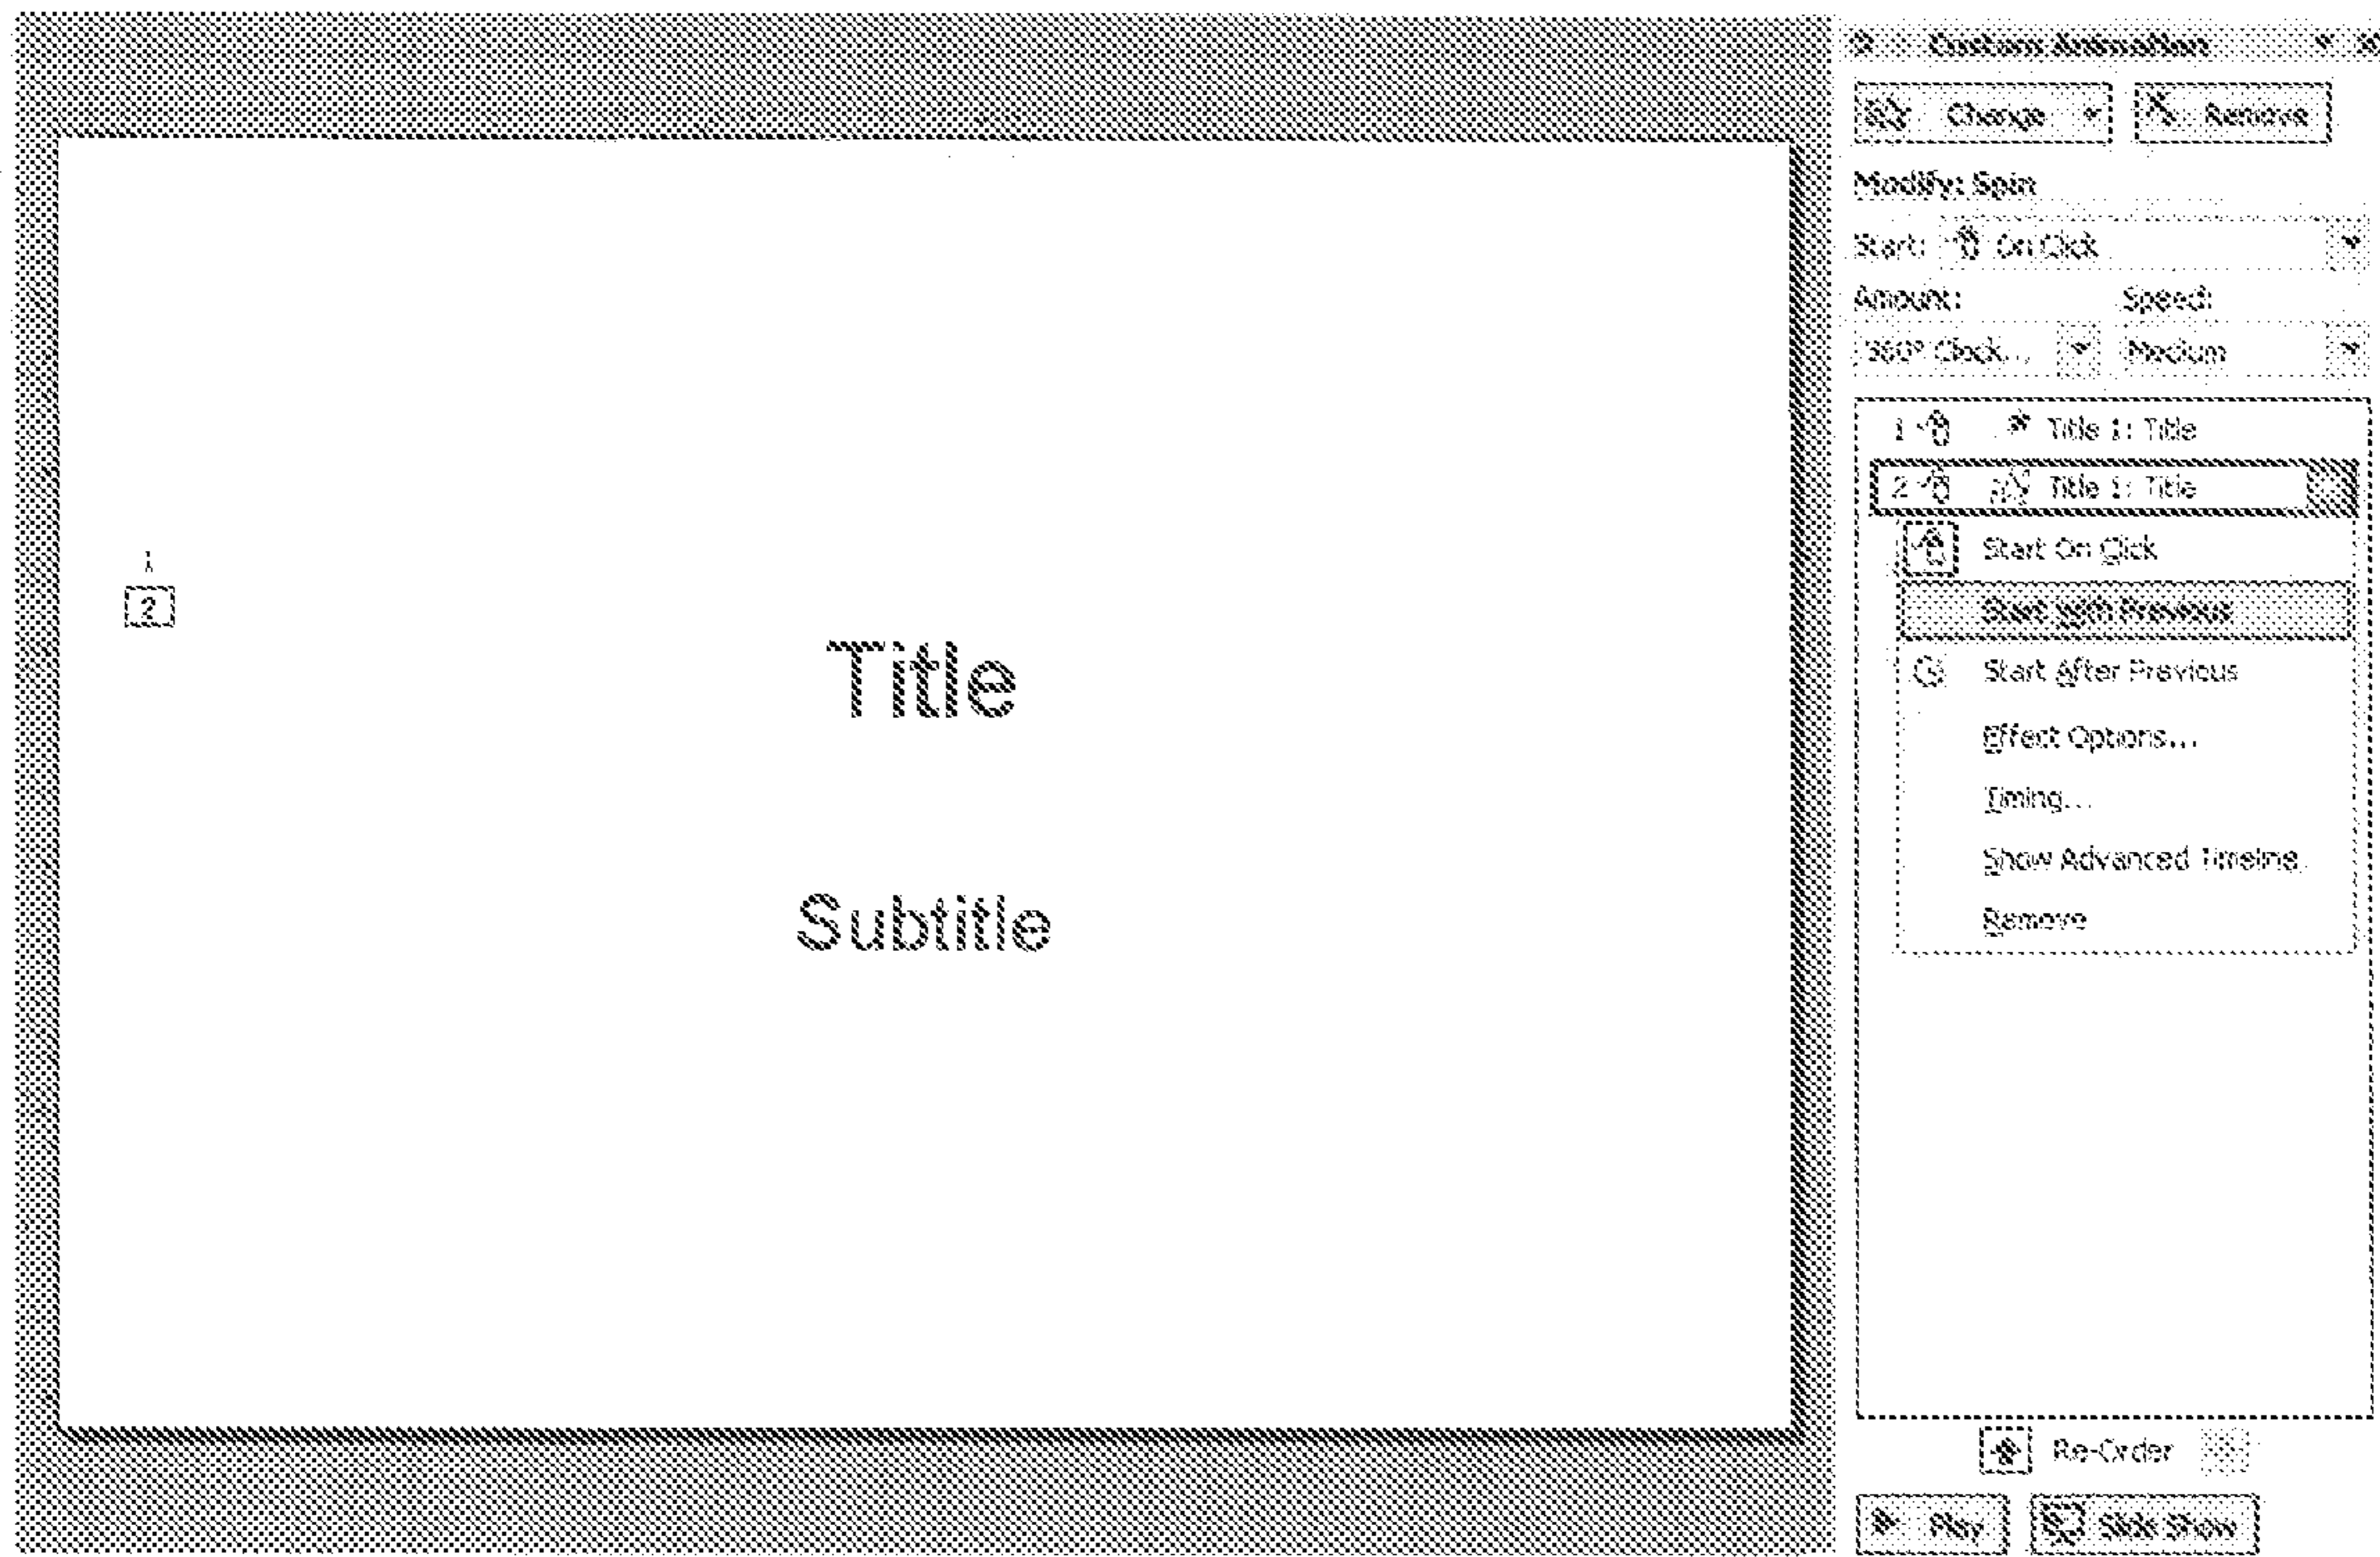 1
2
Title
Subtitle
Custom Animation
Change Remove
Modify: Spin
Start: On Click
Amount: Speed:
360° Clock... Medium
1 Title 1: Title
2 Title 1: Title
Start On Click
Start With Previous
Start After Previous
Effect Options...
Timing...
Show Advanced Timeline
Remove
Re-Order
Play Slide Show